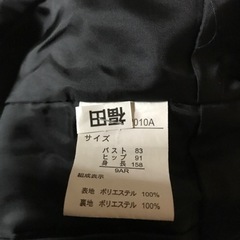 福田
010A
サイズ
バスト 83
ヒップ 91
身長 158
9AR
組成表示
表地 ポリエステル 100%
裏地 ポリエステル 100%